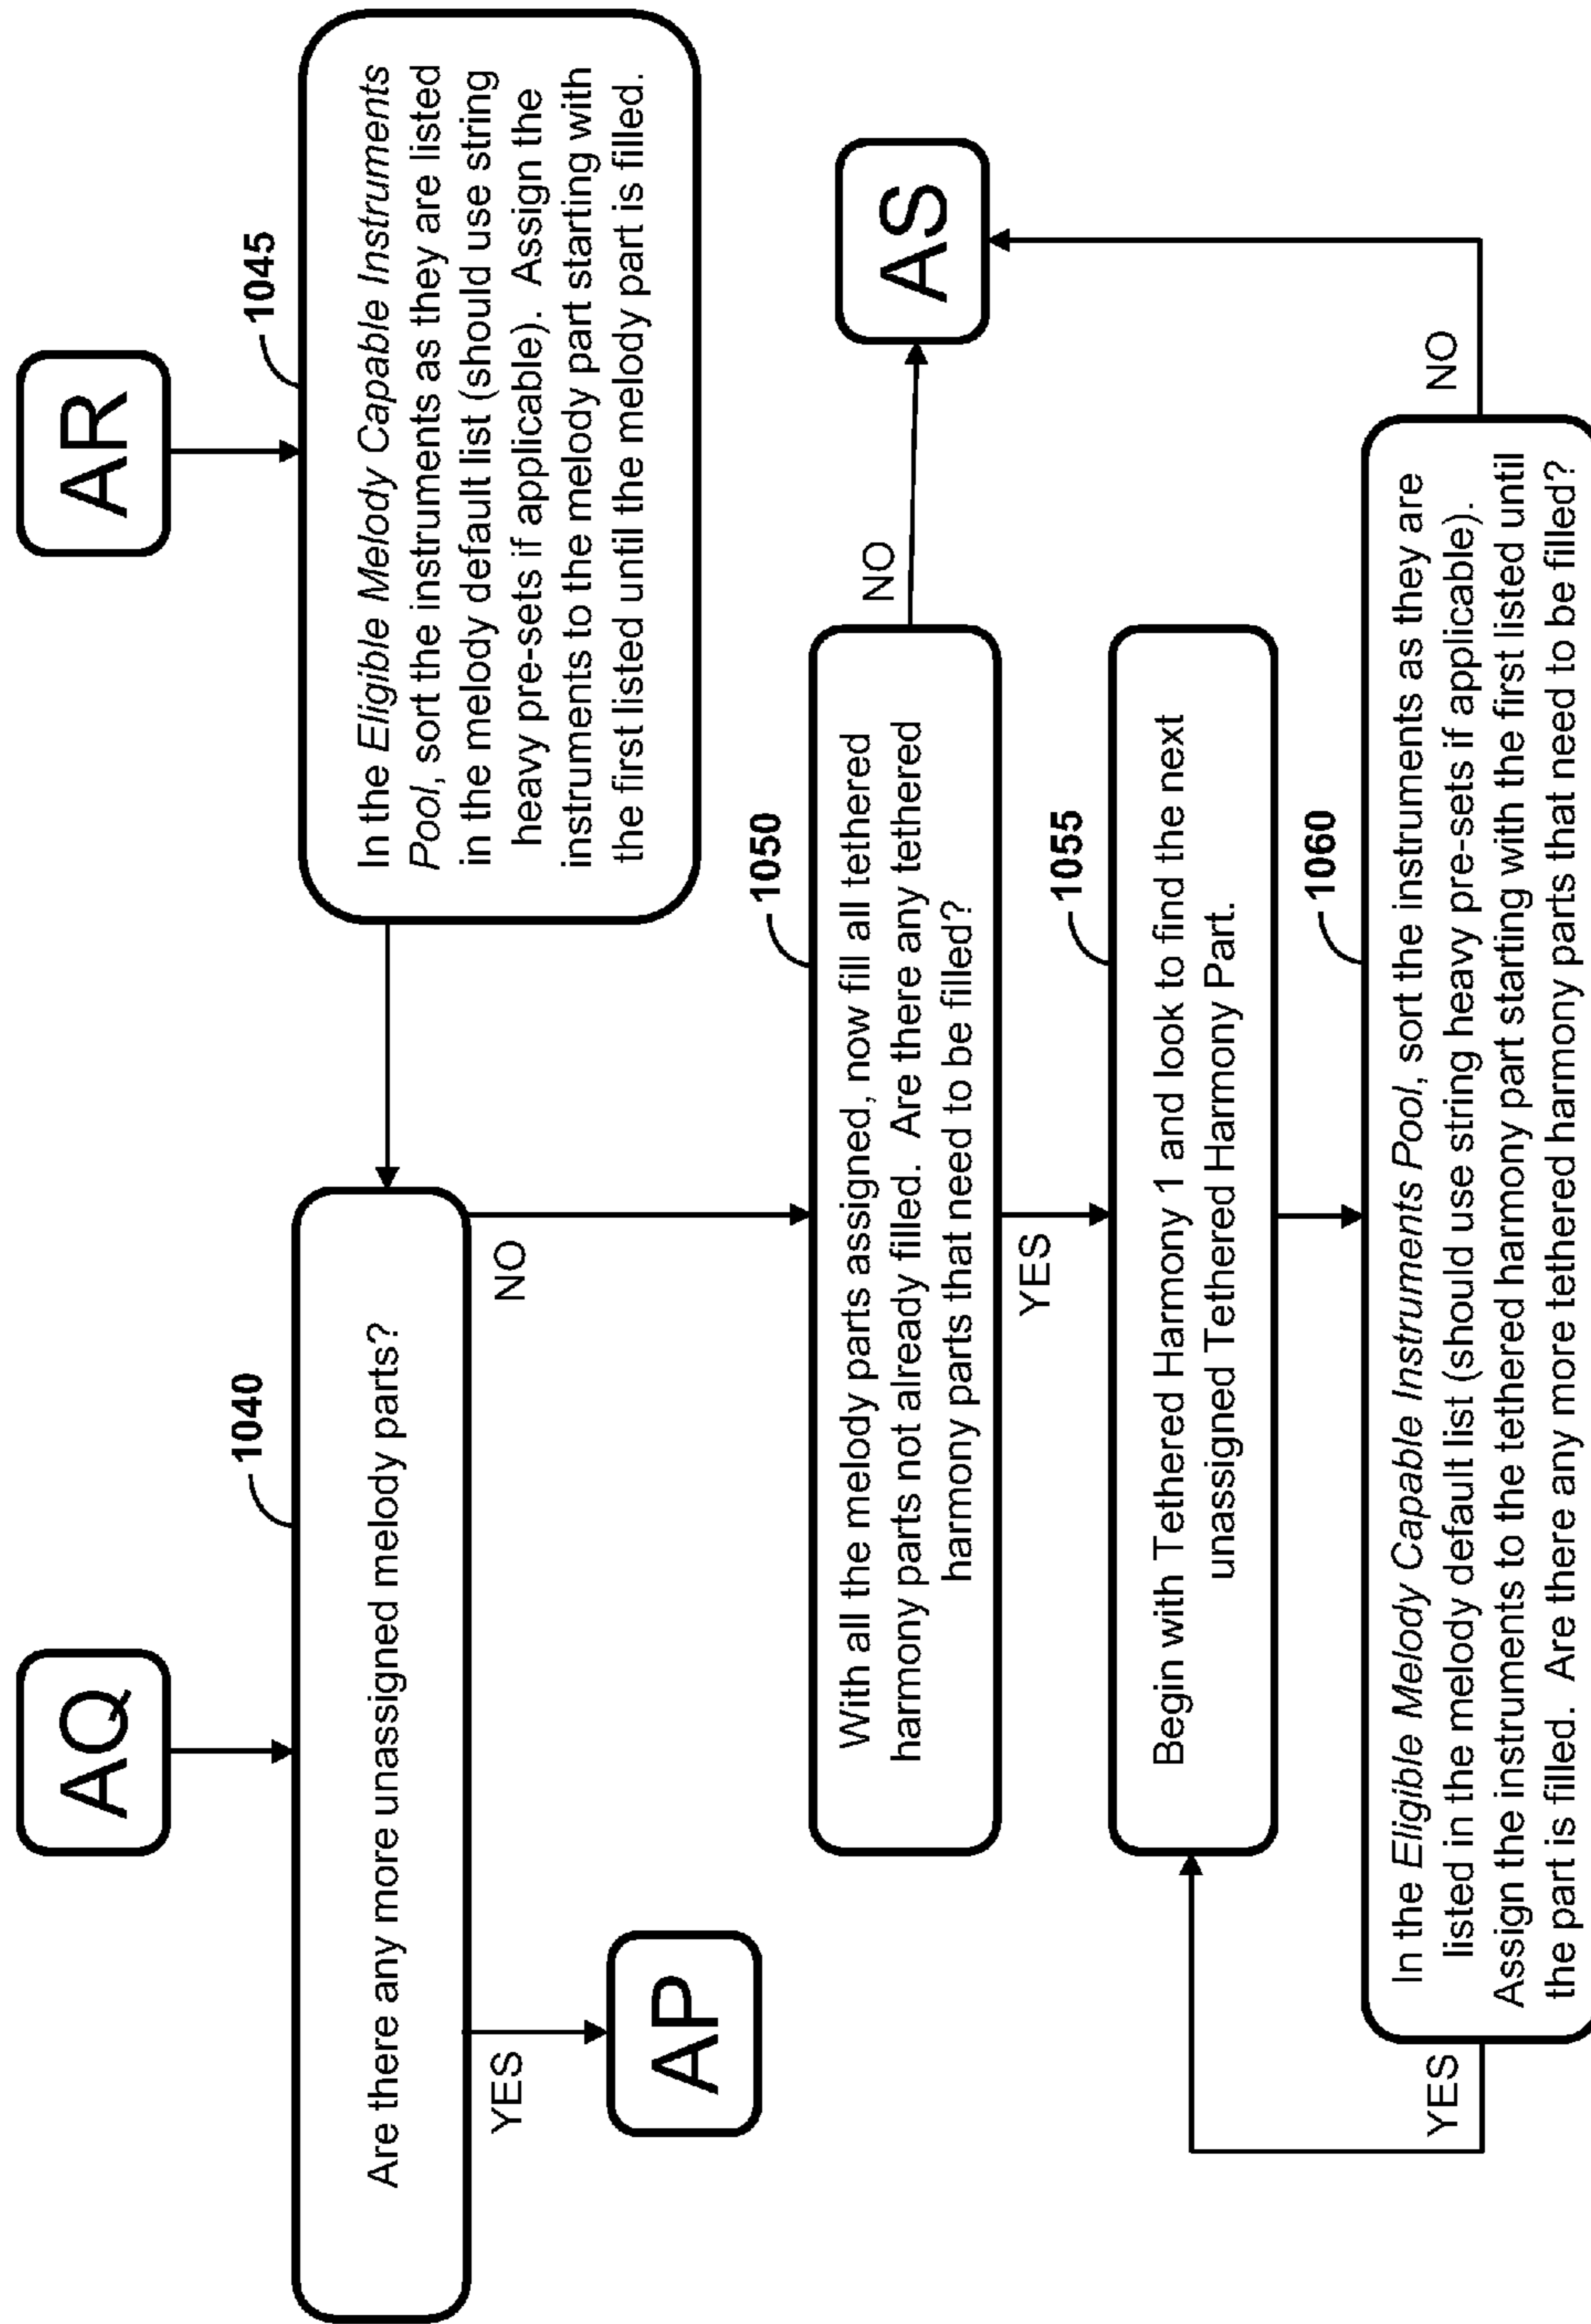 AQ
AR
1040
Are there any more unassigned melody parts?
1045
In the Eligible Melody Capable Instruments
Pool, sort the instruments as they are listed
in the melody default list (should use string
heavy pre-sets if applicable). Assign the
instruments to the melody part starting with
the first listed until the melody part is filled.
YES
NO
AP
1050
With all the melody parts assigned, now fill all tethered
harmony parts not already filled. Are there any tethered
harmony parts that need to be filled?
NO
AS
YES
1055
Begin with Tethered Harmony 1 and look to find the next
unassigned Tethered Harmony Part.
1060
In the Eligible Melody Capable Instruments Pool, sort the instruments as they are
listed in the melody default list (should use string heavy pre-sets if applicable).
Assign the instruments to the tethered harmony part starting with the first listed until
the part is filled. Are there any more tethered harmony parts that need to be filled?
YES
NO